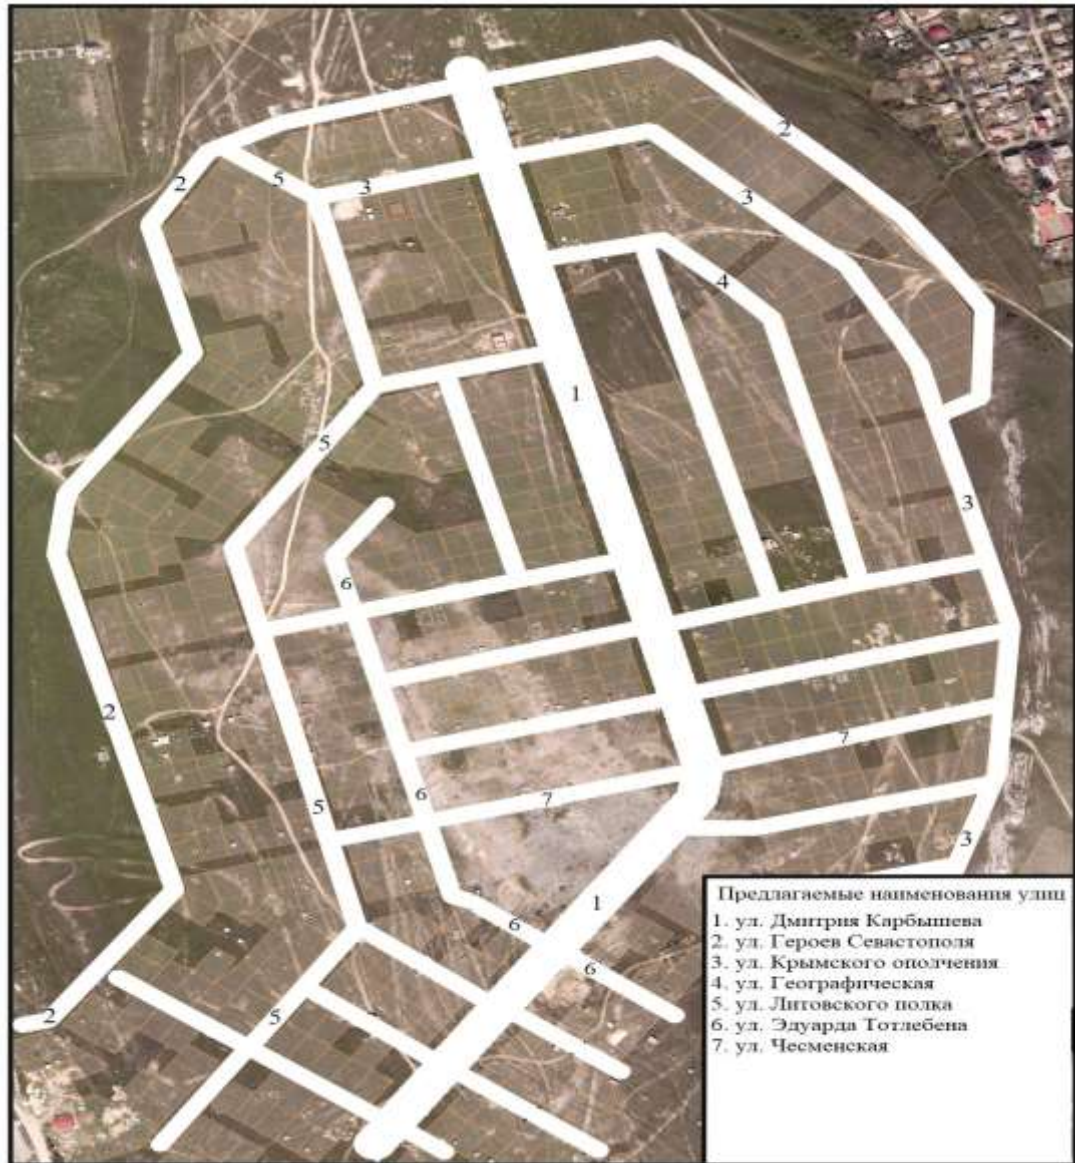 2
2
5
3
3
4
1
5
3
6
2
7
5
6
7
3
1
6
6
5
2
Предлагаемые наименования улиц
1. ул. Дмитрия Карбышева
2. ул. Героев Севастополя
3. ул. Крымского ополчения
4. ул. Географическая
5. ул. Литовского полка
6. ул. Эдуарда Тотлебена
7. ул. Чесменская